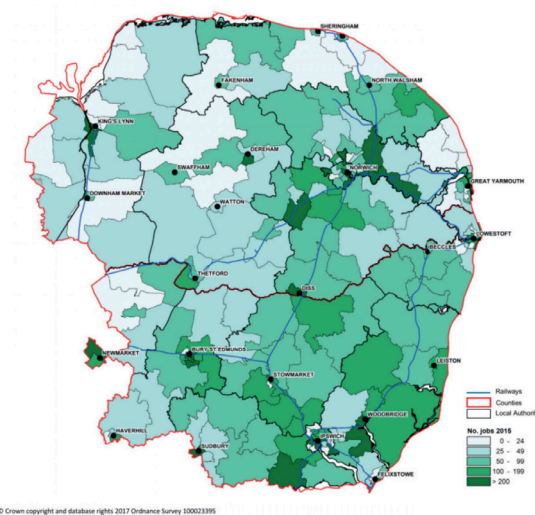 SHERINGHAM
FAKENHAM
NORTH WALSHAM
KING'S LYNN
DEREHAM
SWAFFHAM
NORWICH
GREAT YARMOUTH
DOWNHAM MARKET
WATTON
LOWESTOFT
BECCLES
THETFORD
DISS
NEWMARKET
BURY ST EDMUNDS
LEISTON
STOWMARKET
WOODBRIDGE
HAVERHILL
IPSWICH
SUDBURY
FELIXSTOWE
Railways
Counties
Local Authori
No. jobs 2015
0 - 24
25 - 49
50 - 99
100 - 199
> 200
© Crown copyright and database rights 2017 Ordnance Survey 100023395